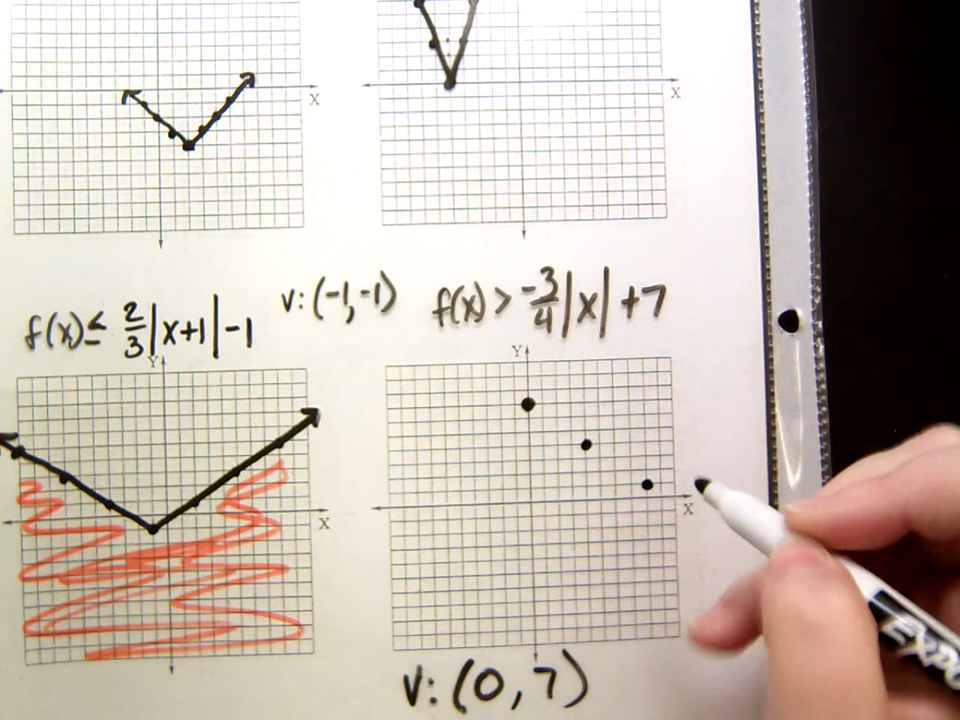 X
X
v: (-1,-1)
f(x) > -3/4|x| + 7
f(x) ≤ 2/3|x+1| - 1
Y
Y
X
X
v: (0,7)
EXPO